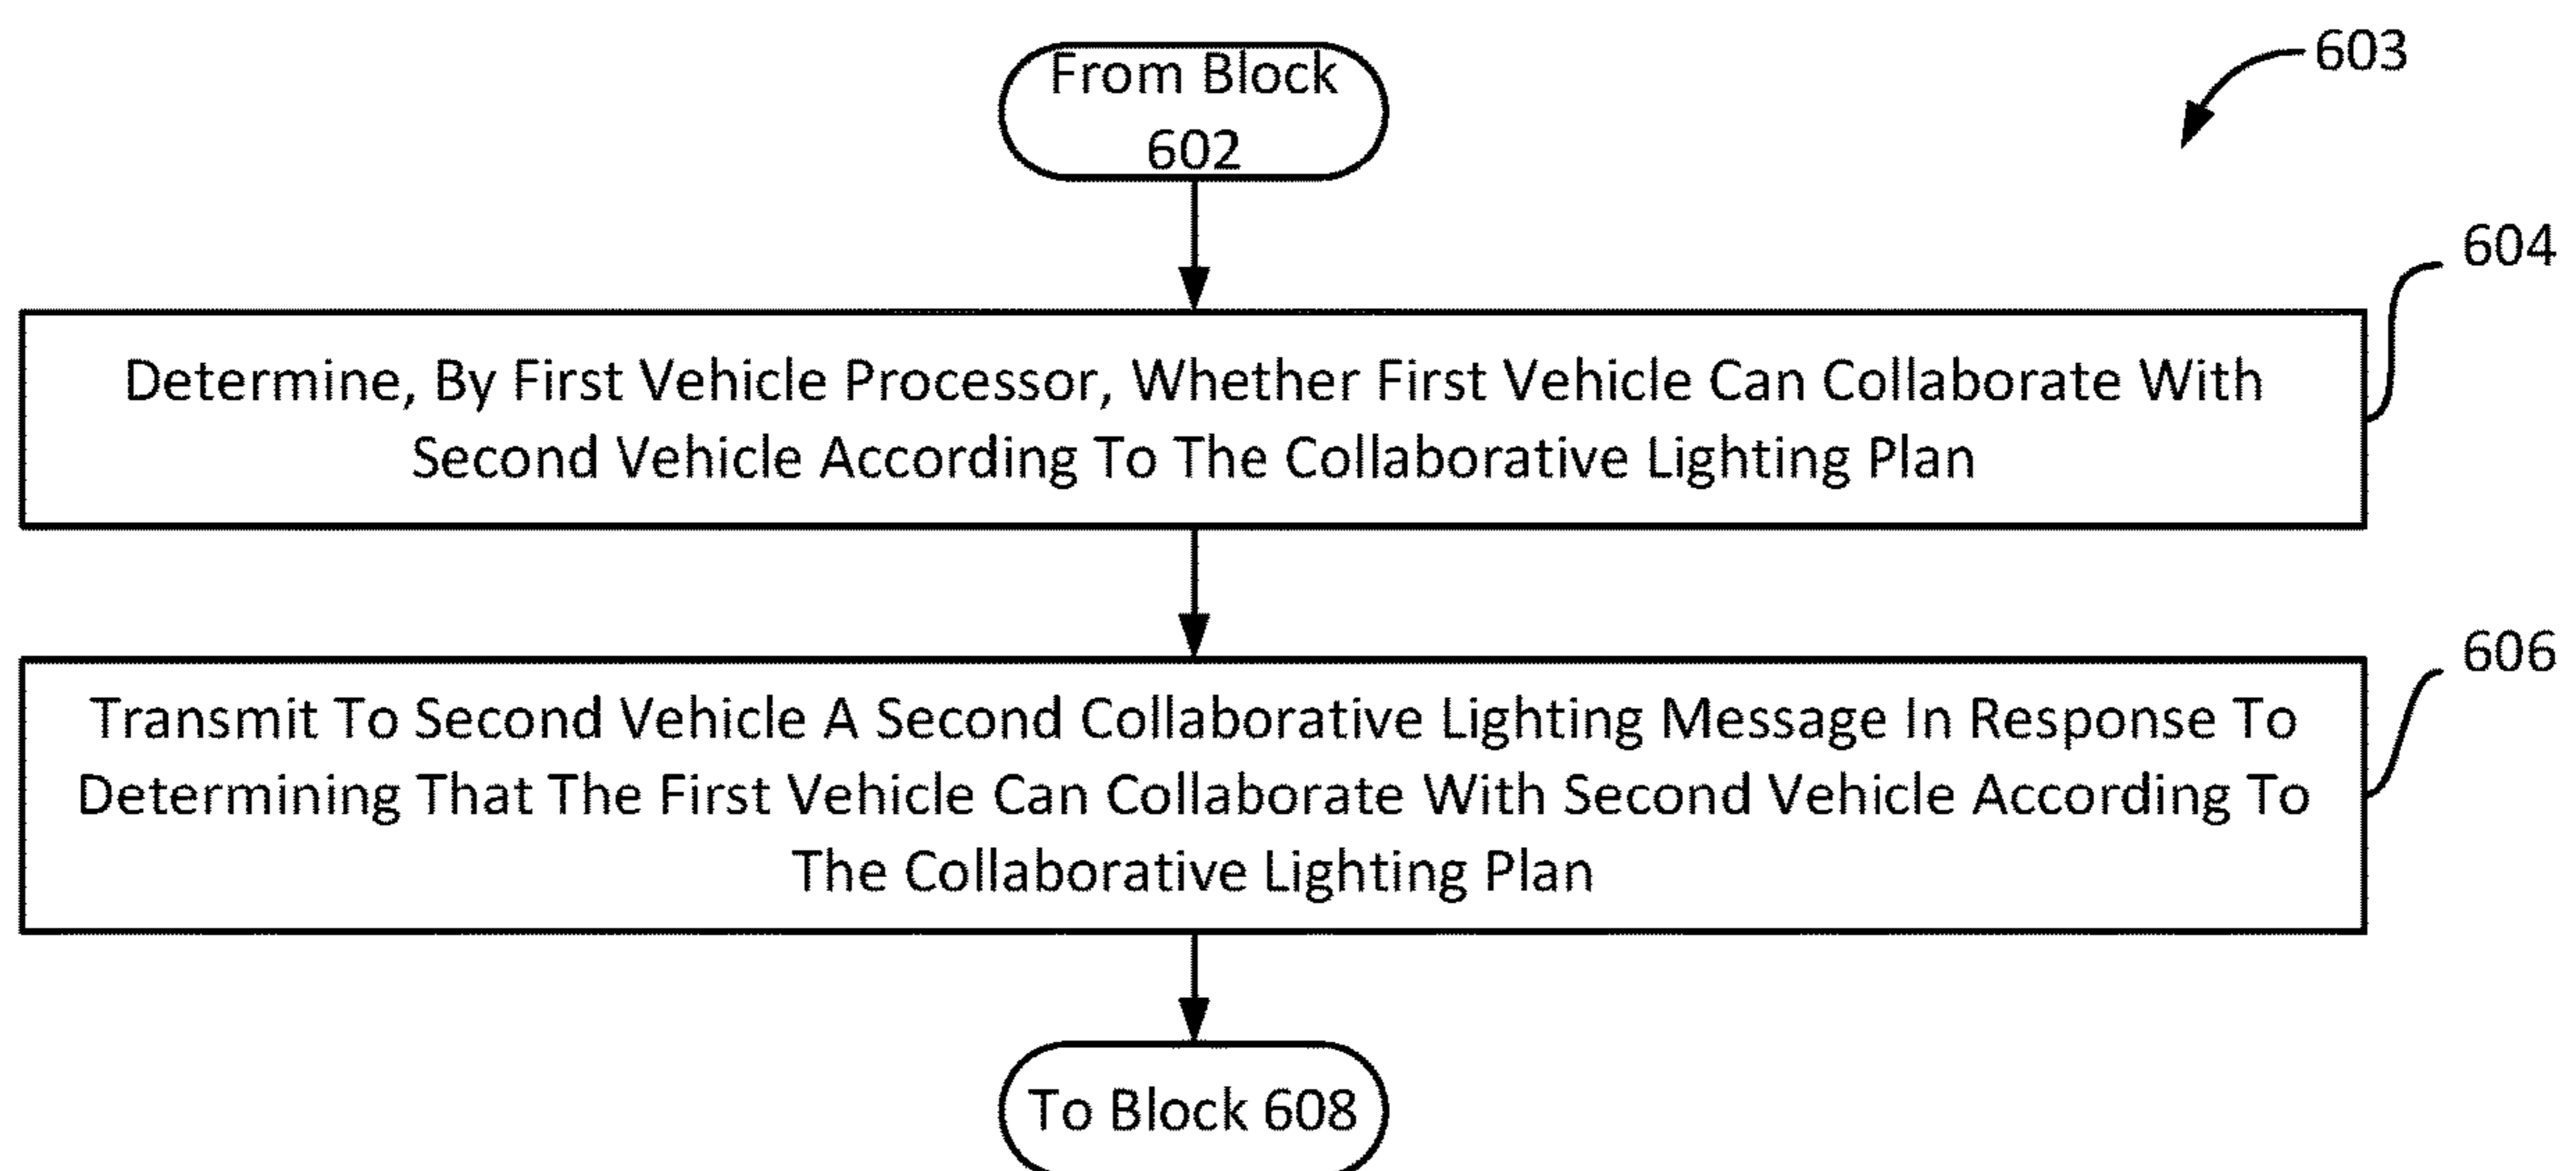 From Block
602
603
604
Determine, By First Vehicle Processor, Whether First Vehicle Can Collaborate With
Second Vehicle According To The Collaborative Lighting Plan
606
Transmit To Second Vehicle A Second Collaborative Lighting Message In Response To
Determining That The First Vehicle Can Collaborate With Second Vehicle According To
The Collaborative Lighting Plan
To Block 608